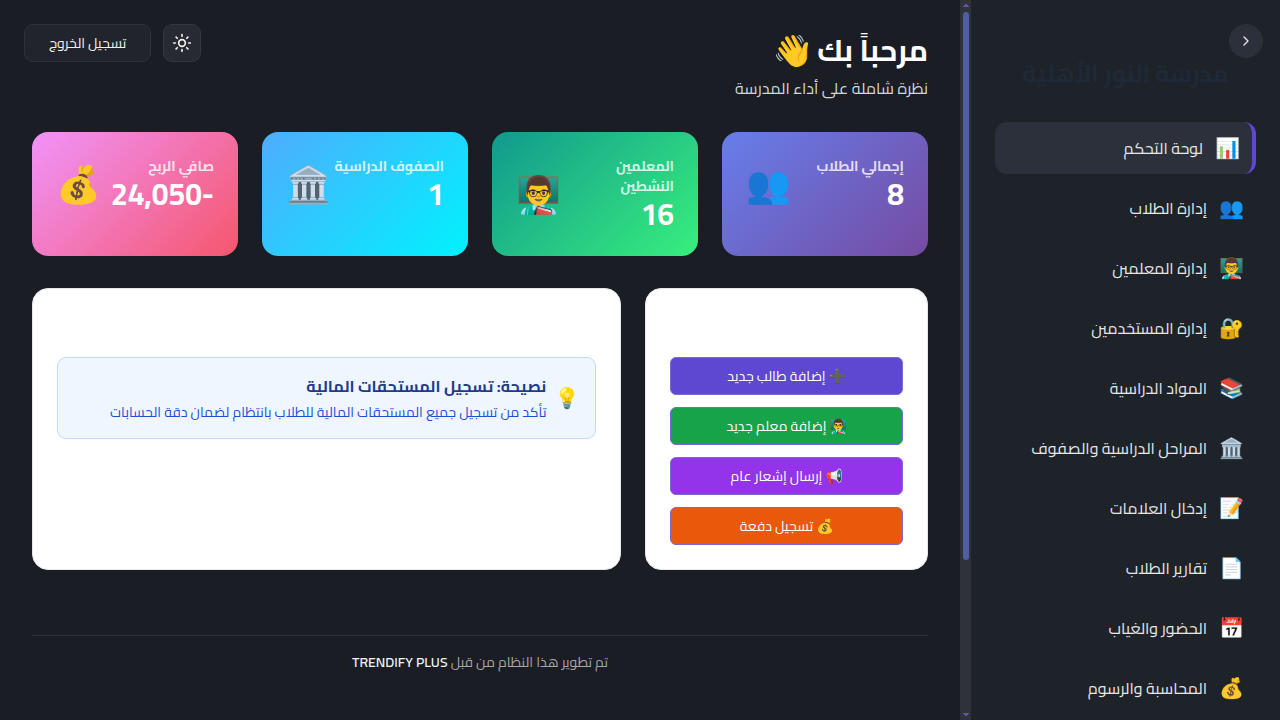 مدرسة النور الأهلية
لوحة التحكم
إدارة الطلاب
إدارة المعلمين
إدارة المستخدمين
المواد الدراسية
المراحل الدراسية والصفوف
إدخال العلامات
تقارير الطلاب
الحضور والغياب
المحاسبة والرسوم
تسجيل الخروج
مرحباً بك 👋
نظرة شاملة على أداء المدرسة
إجمالي الطلاب
8
المعلمين
النشطين
16
الصفوف الدراسية
1
صافي الربح
-24,050
➕ إضافة طالب جديد
👨‍🏫 إضافة معلم جديد
📢 إرسال إشعار عام
💰 تسجيل دفعة
نصيحة: تسجيل المستحقات المالية
تأكد من تسجيل جميع المستحقات المالية للطلاب بانتظام لضمان دقة الحسابات
تم تطوير هذا النظام من قبل TRENDIFY PLUS